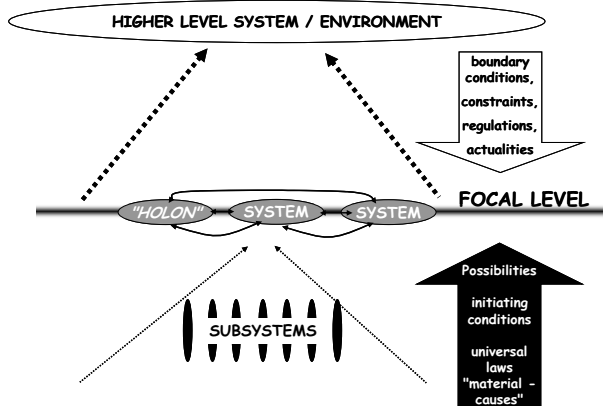 HIGHER LEVEL SYSTEM / ENVIRONMENT
boundary
conditions,
constraints,
regulations,
actualities
FOCAL LEVEL
"HOLON"
SYSTEM
SYSTEM
Possibilities
initiating
conditions
universal
laws
"material -
causes"
SUBSYSTEMS